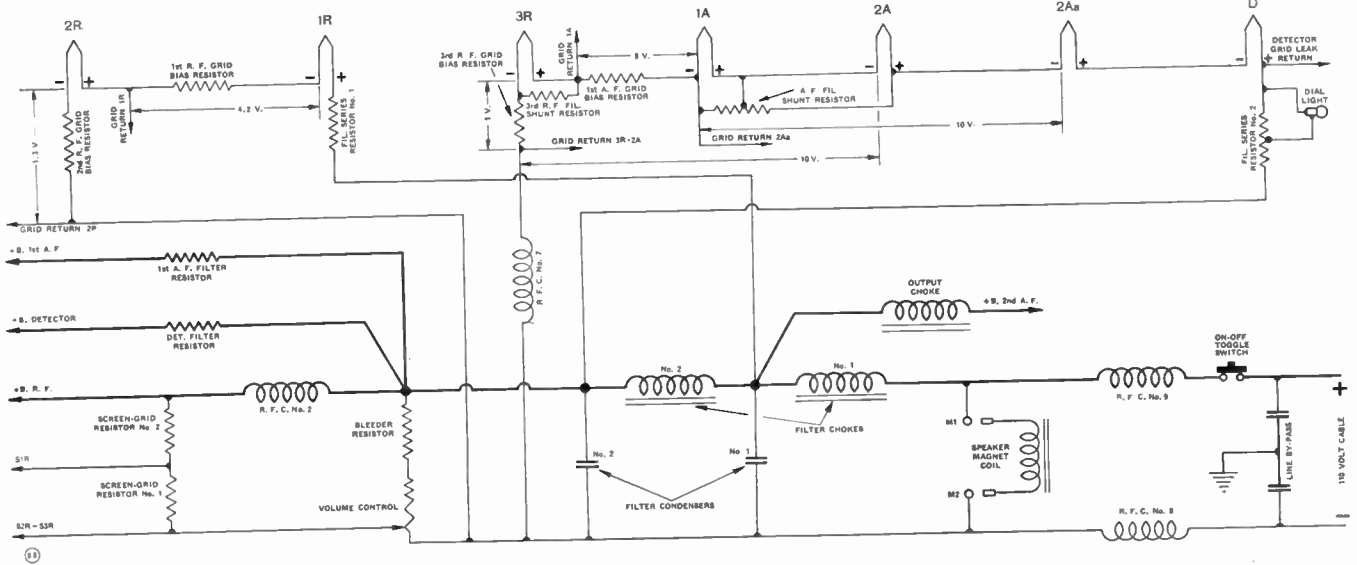 2R
1R
3R
1A
2A
2Aa
D
1st R. F. GRID
BIAS RESISTOR
3rd R. F. GRID
BIAS RESISTOR
GRID
RETURN 1A
8 V.
DETECTOR
GRID LEAK
RETURN
GRID
RETURN 1R
4.2 V.
1.3 V.
2nd R. F. GRID
BIAS RESISTOR
FIL. SERIES
RESISTOR No. 1
1 V.
3rd R. F. FIL.
SHUNT RESISTOR
1st A. F. GRID
BIAS RESISTOR
A F FIL.
SHUNT RESISTOR
DIAL
LIGHT
FIL. SERIES
RESISTOR No. 2
GRID RETURN 3R-2A
GRID RETURN 2Aa
10 V.
10 V.
GRID RETURN 2P
+B. 1st A. F
1st A. F. FILTER
RESISTOR
R F C. No. 7
OUTPUT
CHOKE
+B, 2nd A. F.
+B. DETECTOR
DET. FILTER
RESISTOR
ON-OFF
TOGGLE
SWITCH
+B. R. F.
R. F. C. No. 2
No. 2
No. 1
R. F C. No. 9
SCREEN-GRID
RESISTOR No. 2
BLEEDER
RESISTOR
FILTER CHOKES
M1
SPEAKER
MAGNET
COIL
LINE BY-PASS
110 VOLT CABLE
S1R
No. 2
No 1
SCREEN-GRID
RESISTOR No. 1
VOLUME CONTROL
FILTER CONDENSERS
M2
S2R-S3R
R. F. C. No. 8